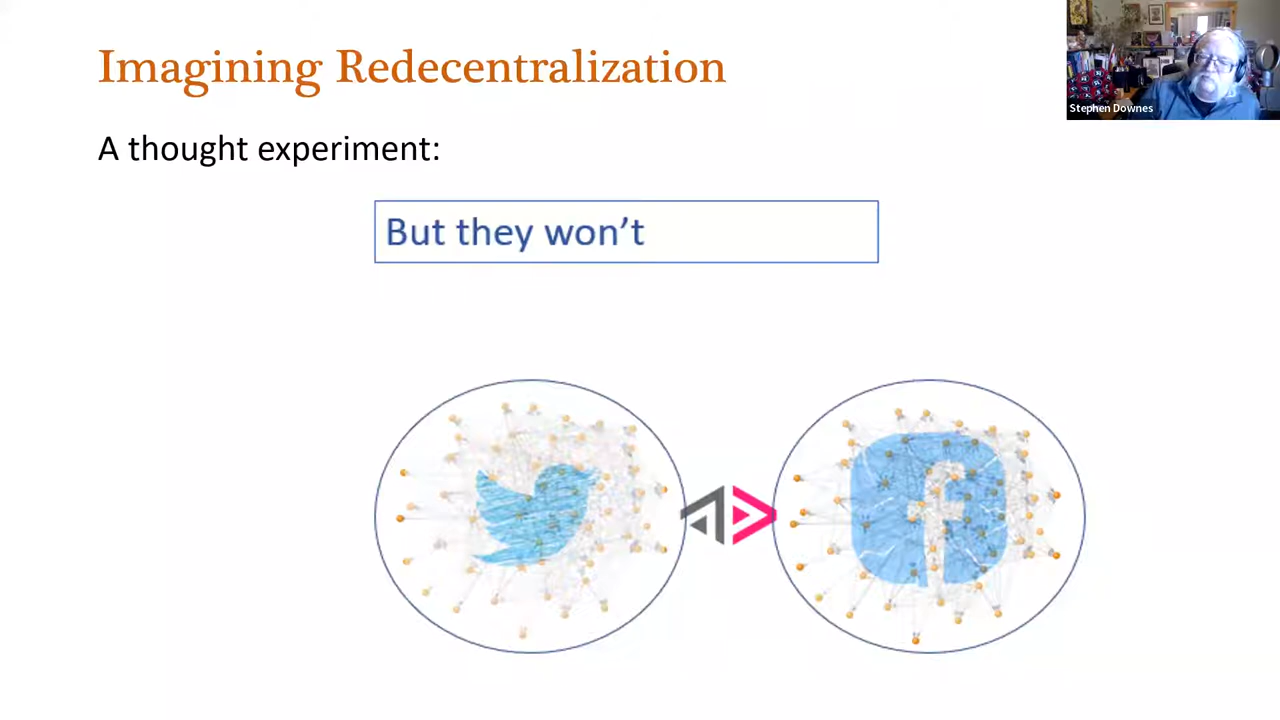 Imagining Redecentralization
Stephen Downes
A thought experiment:
But they won’t